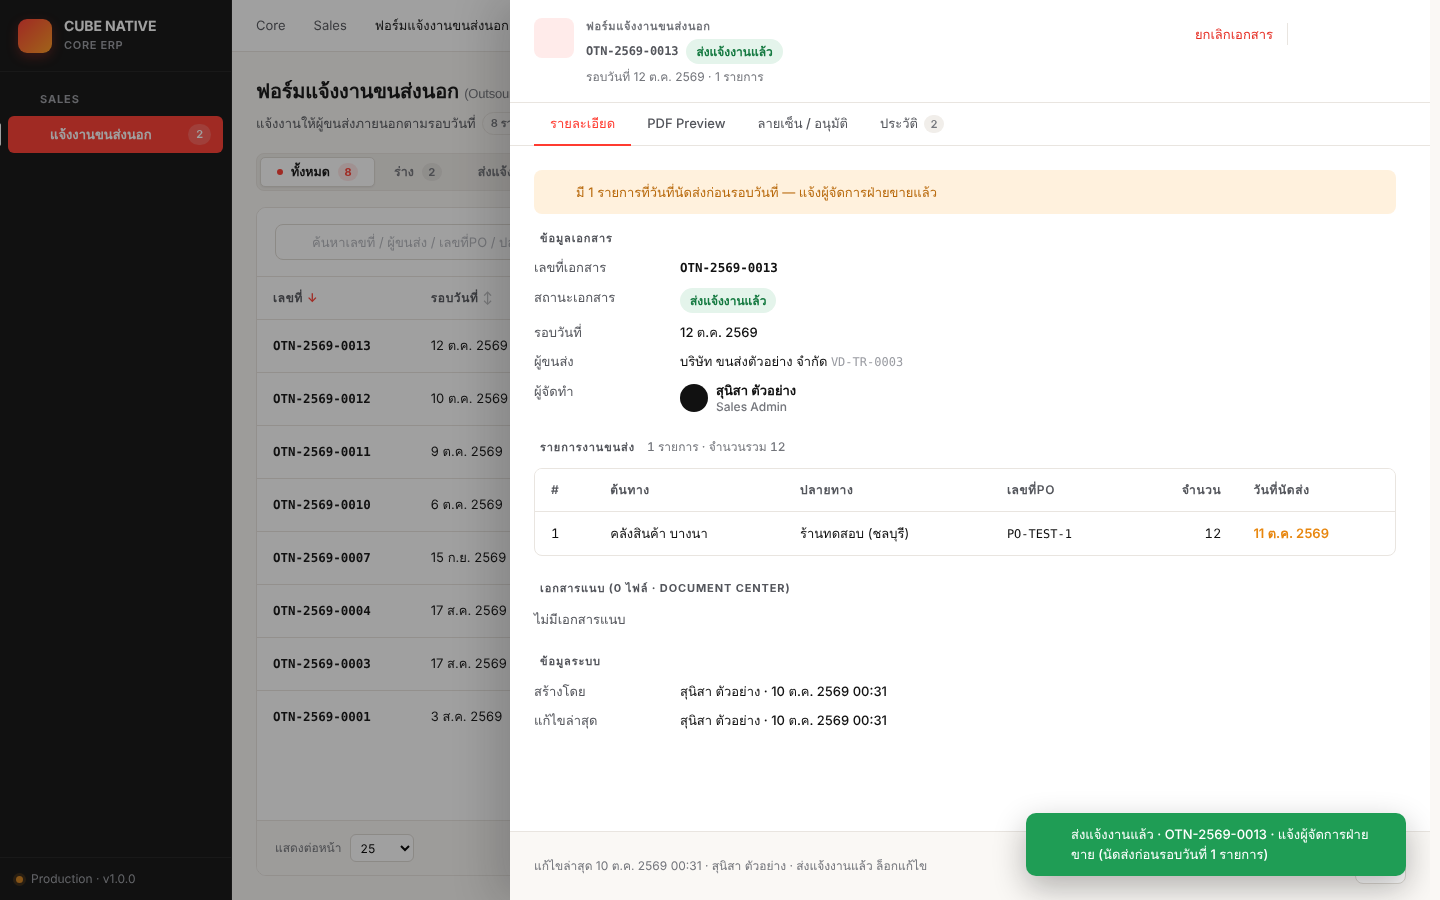 CUBE NATIVE
CORE ERP
SALES
แจ้งงานขนส่งนอก 2
Production · v1.0.0
Core Sales ฟอร์มแจ้งงานขนส่งนอก
ฟอร์มแจ้งงานขนส่งนอก (Outsou
แจ้งงานให้ผู้ขนส่งภายนอกตามรอบวันที่ 8 รา
ทั้งหมด 8 ร่าง 2 ส่งแจ้ง
ค้นหาเลขที่ / ผู้ขนส่ง / เลขที่PO / ปล
เลขที่ รอบวันที่
OTN-2569-0013 12 ต.ค. 2569
OTN-2569-0012 10 ต.ค. 2569
OTN-2569-0011 9 ต.ค. 2569
OTN-2569-0010 6 ต.ค. 2569
OTN-2569-0007 15 ก.ย. 2569
OTN-2569-0004 17 ส.ค. 2569
OTN-2569-0003 17 ส.ค. 2569
OTN-2569-0001 3 ส.ค. 2569
แสดงต่อหน้า 25
ฟอร์มแจ้งงานขนส่งนอก
OTN-2569-0013 ส่งแจ้งงานแล้ว
รอบวันที่ 12 ต.ค. 2569 · 1 รายการ
ยกเลิกเอกสาร
รายละเอียด PDF Preview ลายเซ็น / อนุมัติ ประวัติ 2
มี 1 รายการที่วันที่นัดส่งก่อนรอบวันที่ — แจ้งผู้จัดการฝ่ายขายแล้ว
ข้อมูลเอกสาร
เลขที่เอกสาร OTN-2569-0013
สถานะเอกสาร ส่งแจ้งงานแล้ว
รอบวันที่ 12 ต.ค. 2569
ผู้ขนส่ง บริษัท ขนส่งตัวอย่าง จำกัด VD-TR-0003
ผู้จัดทำ สุนิสา ตัวอย่าง
Sales Admin
รายการงานขนส่ง 1 รายการ · จำนวนรวม 12
# ต้นทาง ปลายทาง เลขที่PO จำนวน วันที่นัดส่ง
1 คลังสินค้า บางนา ร้านทดสอบ (ชลบุรี) PO-TEST-1 12 11 ต.ค. 2569
เอกสารแนบ (0 ไฟล์ · DOCUMENT CENTER)
ไม่มีเอกสารแนบ
ข้อมูลระบบ
สร้างโดย สุนิสา ตัวอย่าง · 10 ต.ค. 2569 00:31
แก้ไขล่าสุด สุนิสา ตัวอย่าง · 10 ต.ค. 2569 00:31
แก้ไขล่าสุด 10 ต.ค. 2569 00:31 · สุนิสา ตัวอย่าง · ส่งแจ้งงานแล้ว ล็อกแก้ไข
ส่งแจ้งงานแล้ว · OTN-2569-0013 · แจ้งผู้จัดการฝ่าย
ขาย (นัดส่งก่อนรอบวันที่ 1 รายการ)